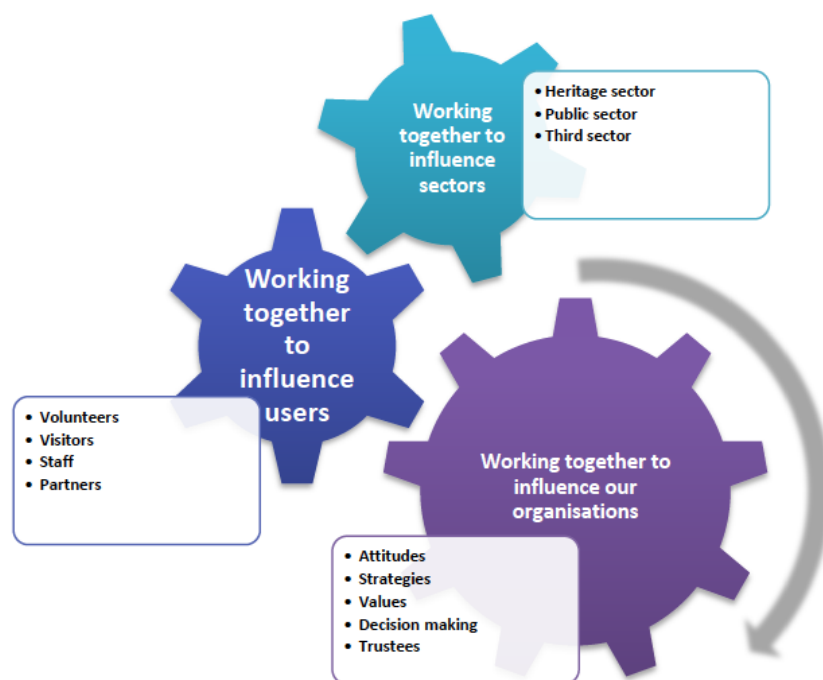 Working
together to
influence
sectors
• Heritage sector
• Public sector
• Third sector
Working
together
to
influence
users
• Volunteers
• Visitors
• Staff
• Partners
Working together to
influence our
organisations
• Attitudes
• Strategies
• Values
• Decision making
• Trustees